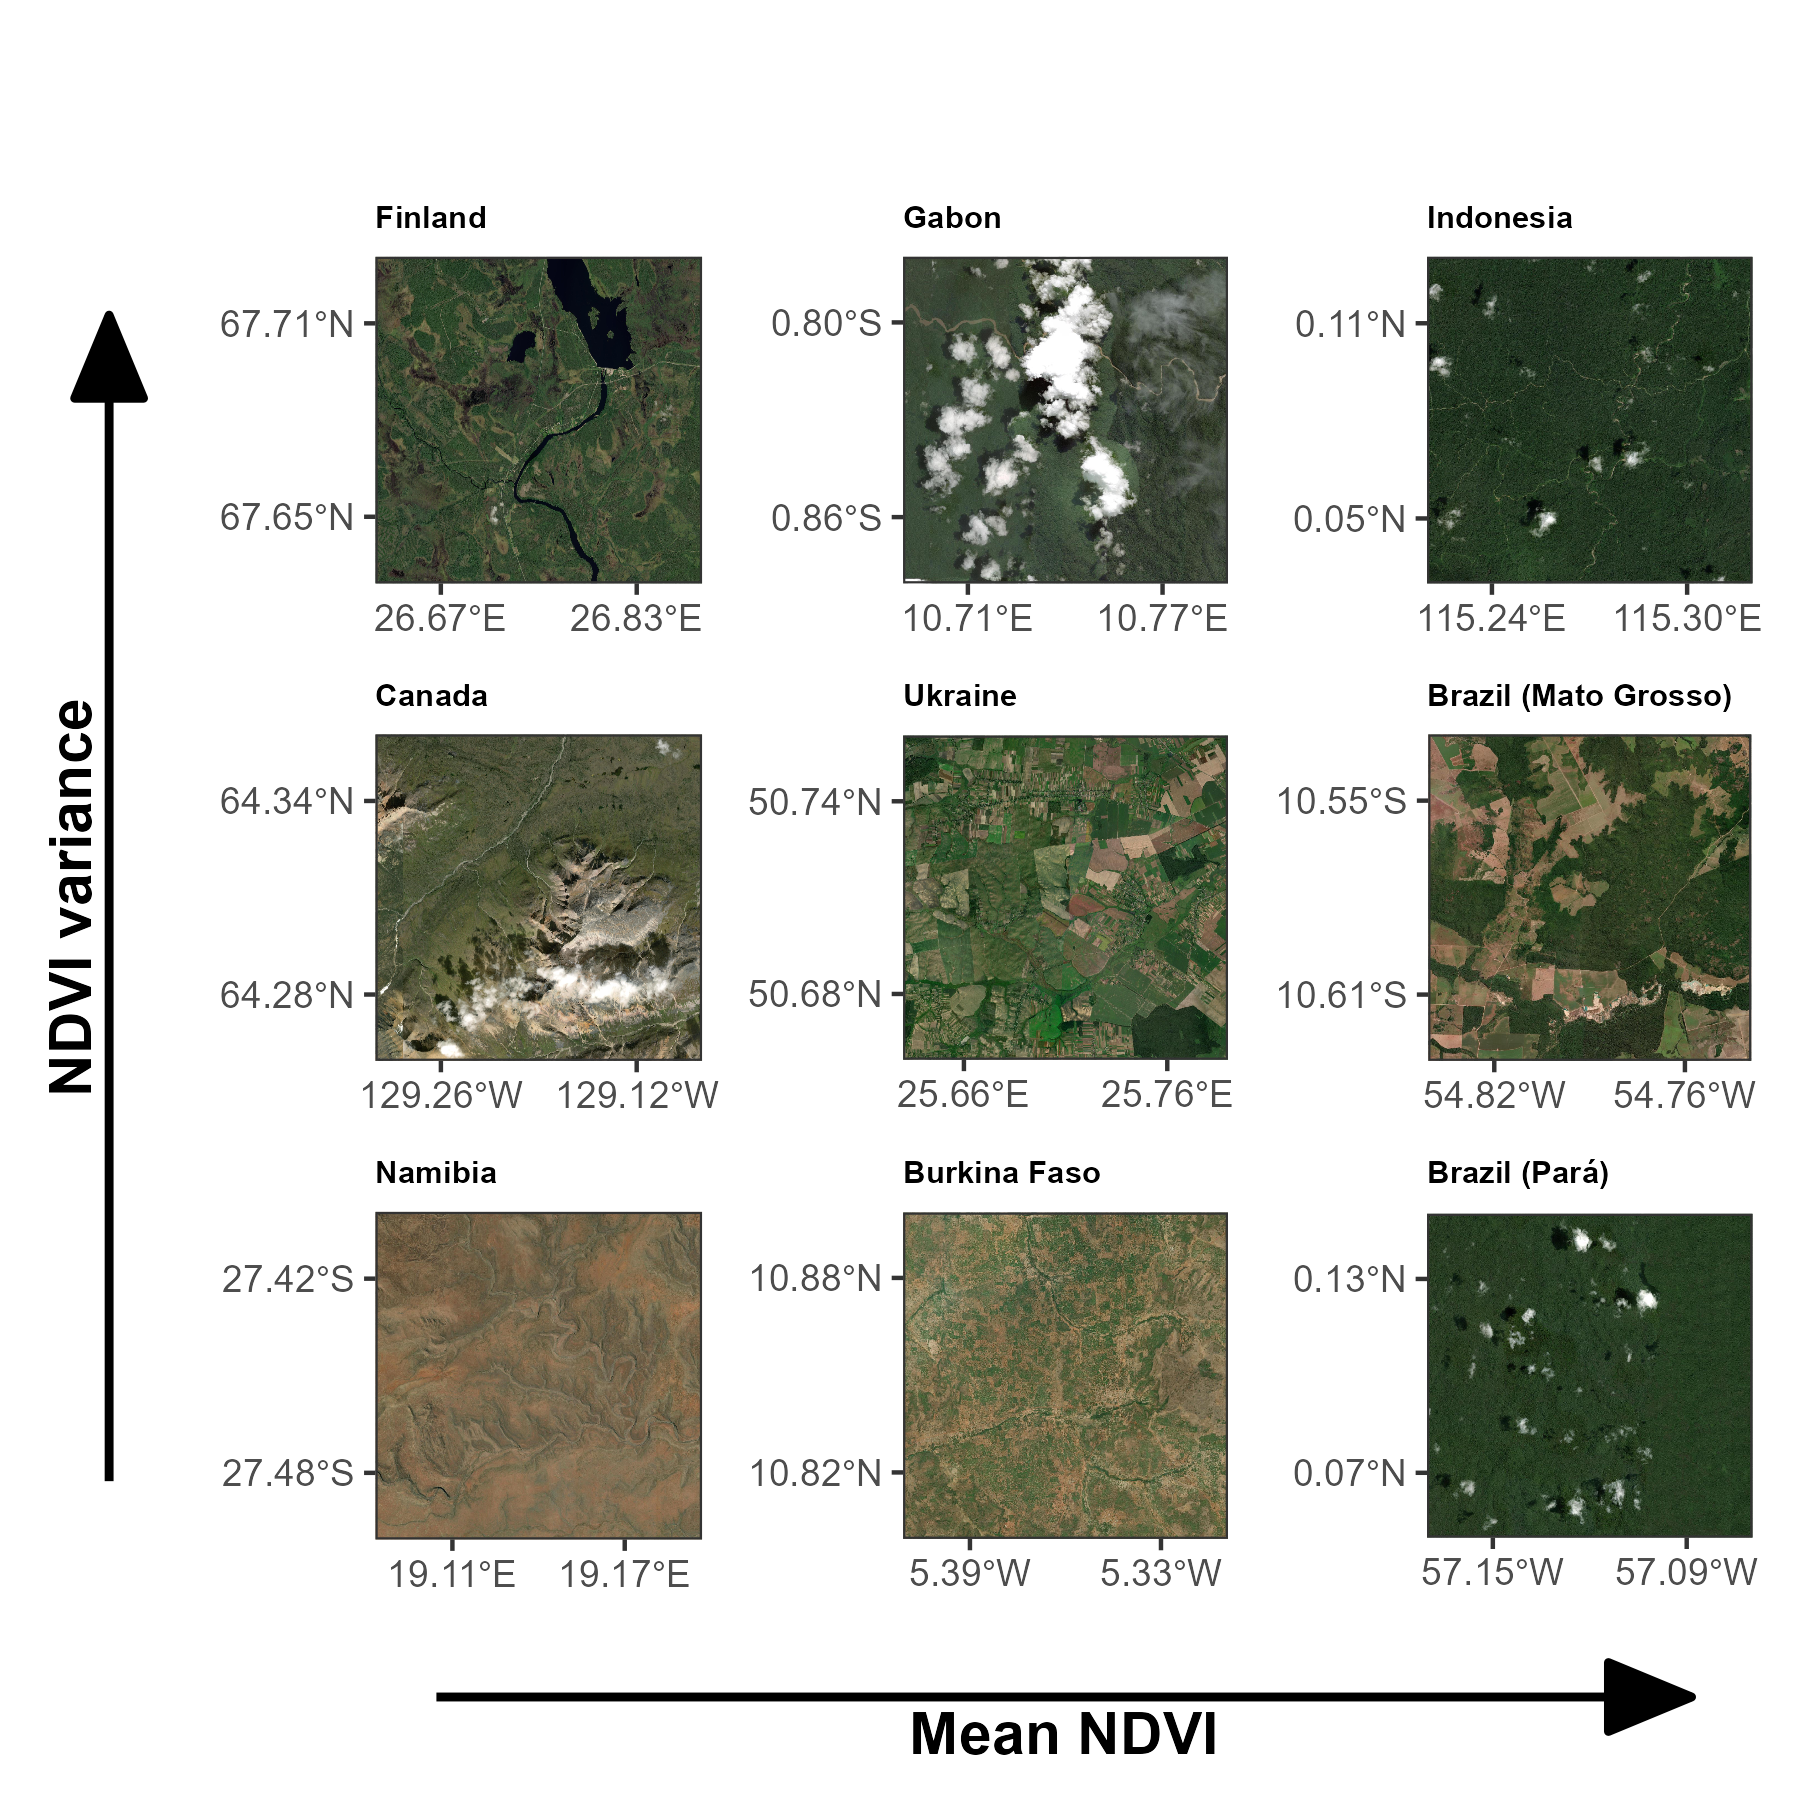 Finland
Gabon
Indonesia
67.71°N
67.65°N
26.67°E
26.83°E
0.80°S
0.86°S
10.71°E
10.77°E
0.11°N
0.05°N
115.24°E
115.30°E
Canada
Ukraine
Brazil (Mato Grosso)
64.34°N
64.28°N
129.26°W
129.12°W
50.74°N
50.68°N
25.66°E
25.76°E
10.55°S
10.61°S
54.82°W
54.76°W
Namibia
Burkina Faso
Brazil (Pará)
27.42°S
27.48°S
19.11°E
19.17°E
10.88°N
10.82°N
5.39°W
5.33°W
0.13°N
0.07°N
57.15°W
57.09°W
NDVI variance
Mean NDVI